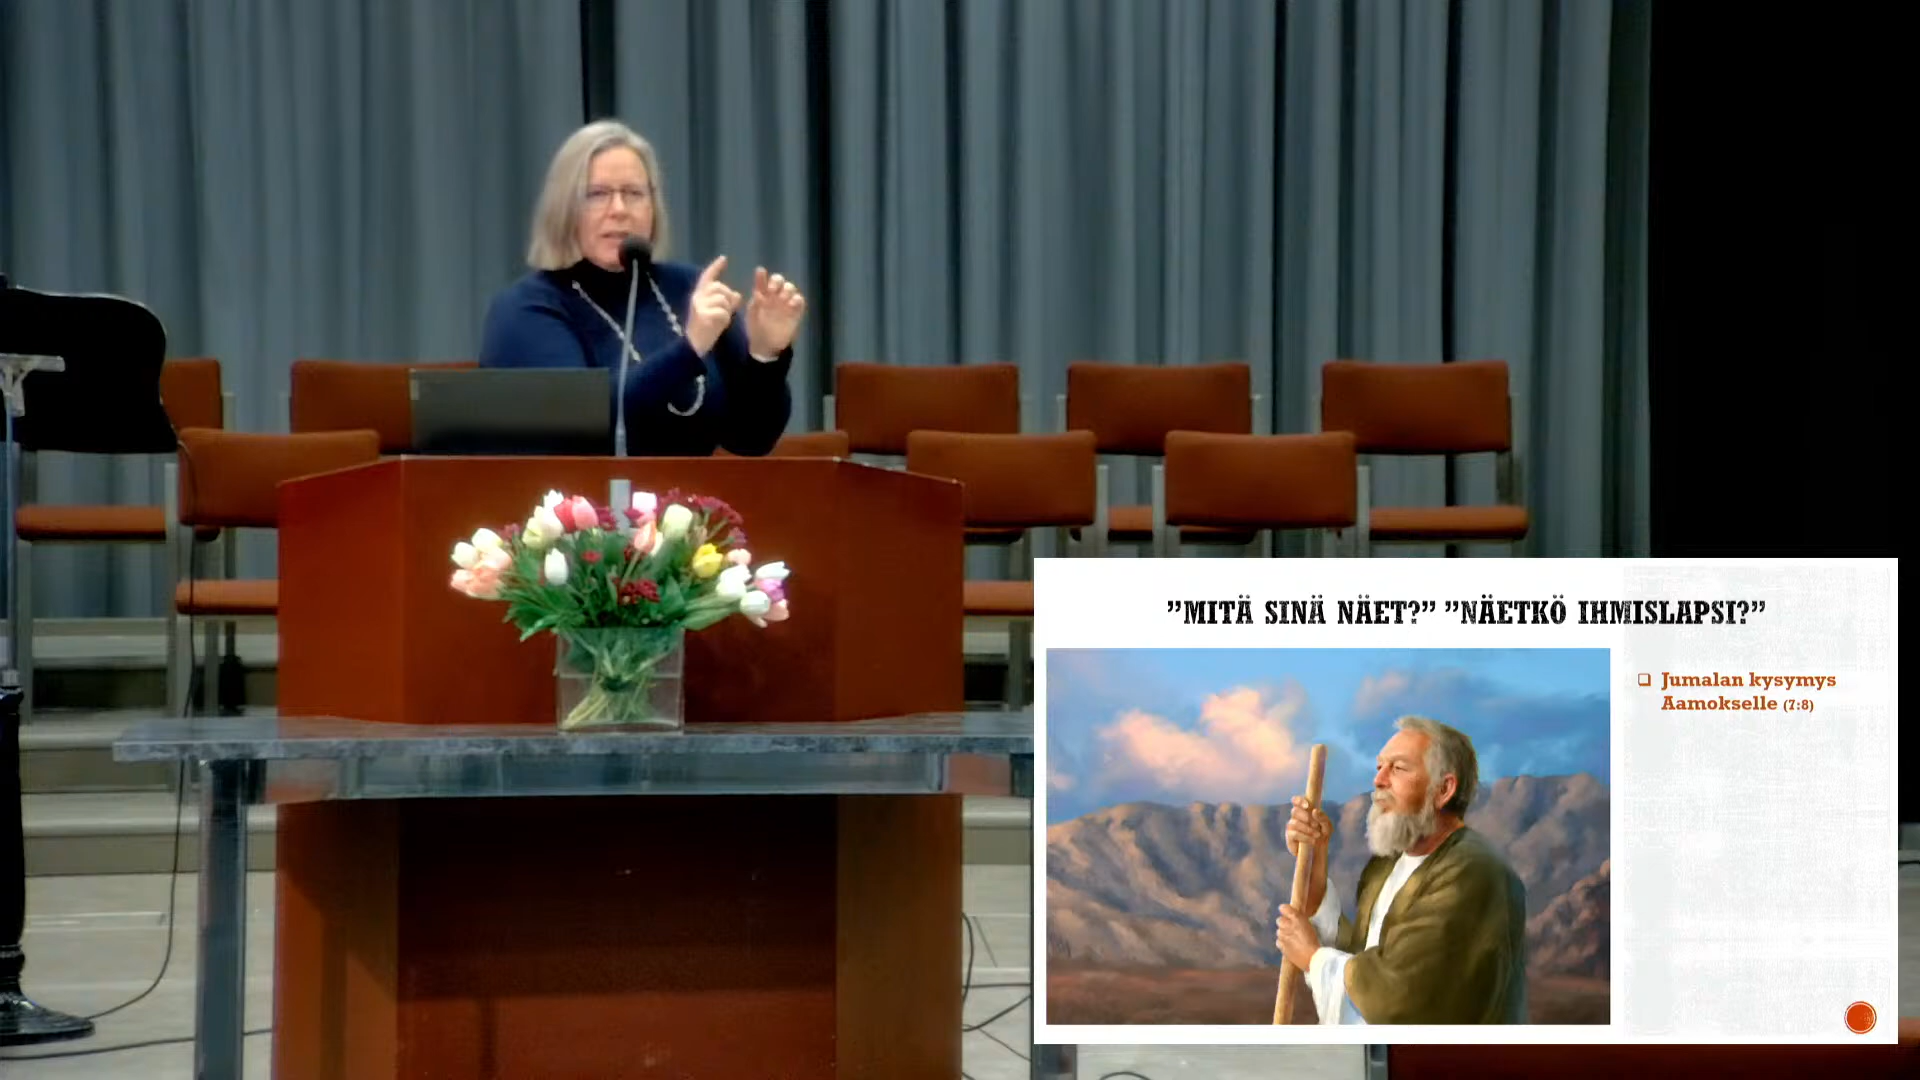 ”MITÄ SINÄ NÄET?” ”NÄETKÖ IHMISLAPSI?”
Jumalan kysymys
Aamokselle (7:8)